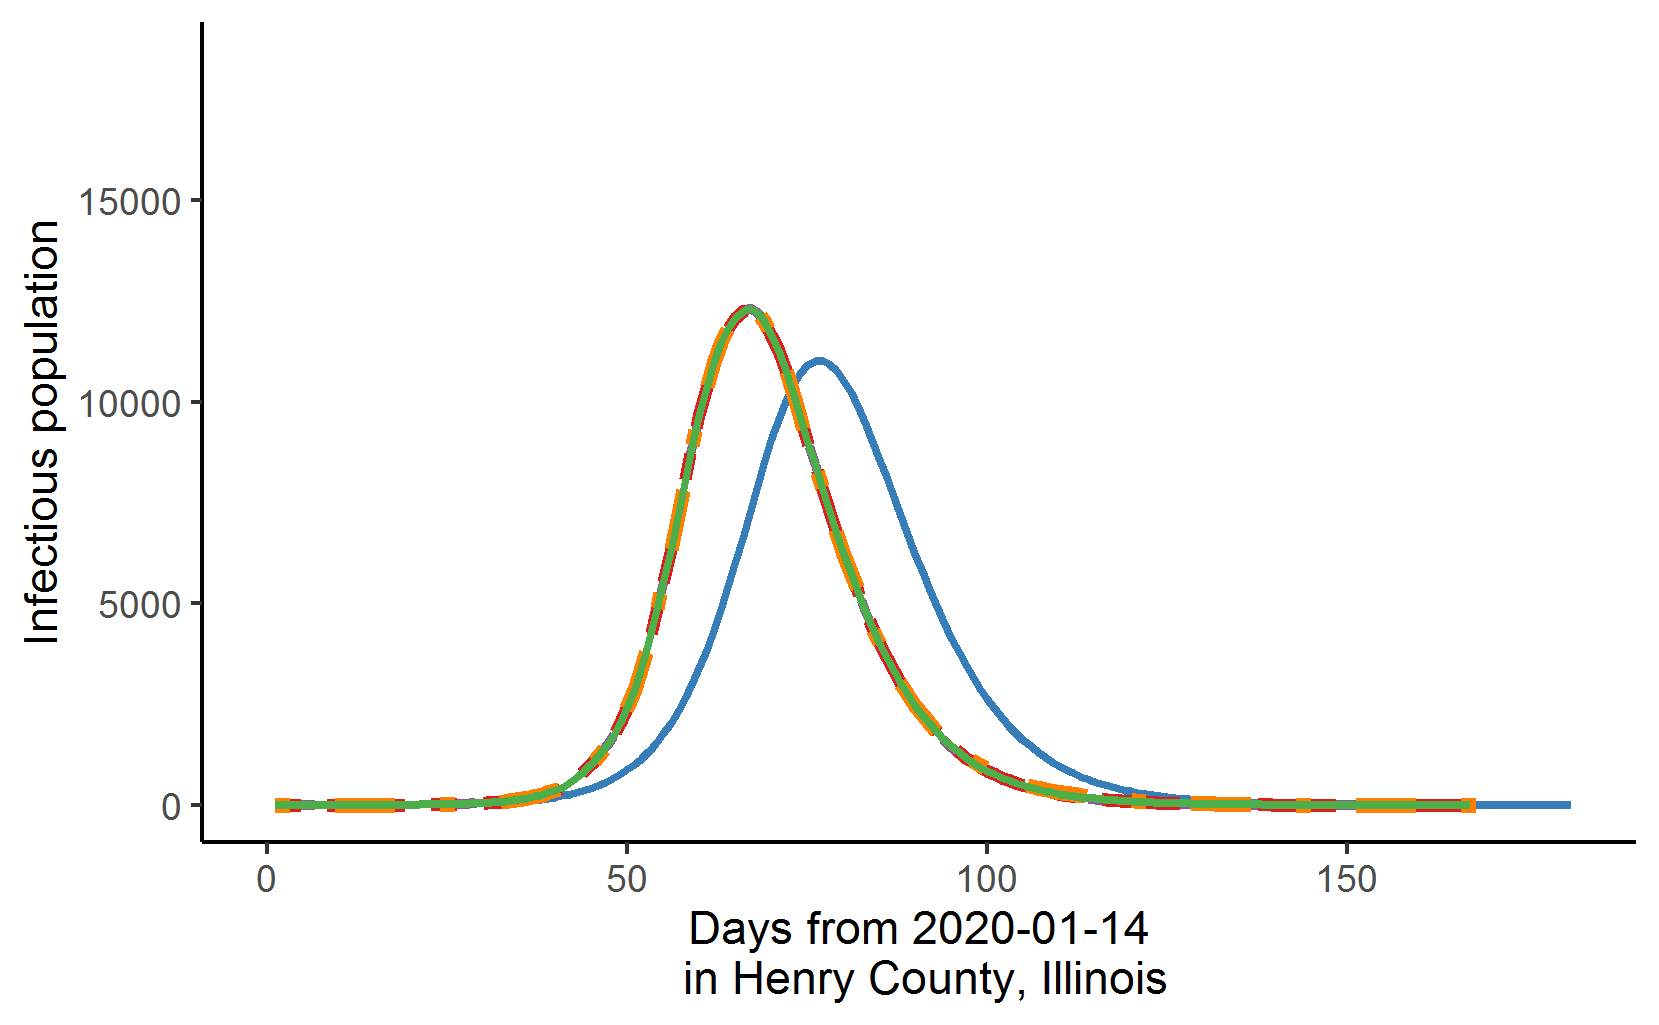 Infectious population
15000
10000
5000
0
0 50 100 150
Days from 2020-01-14
in Henry County, Illinois